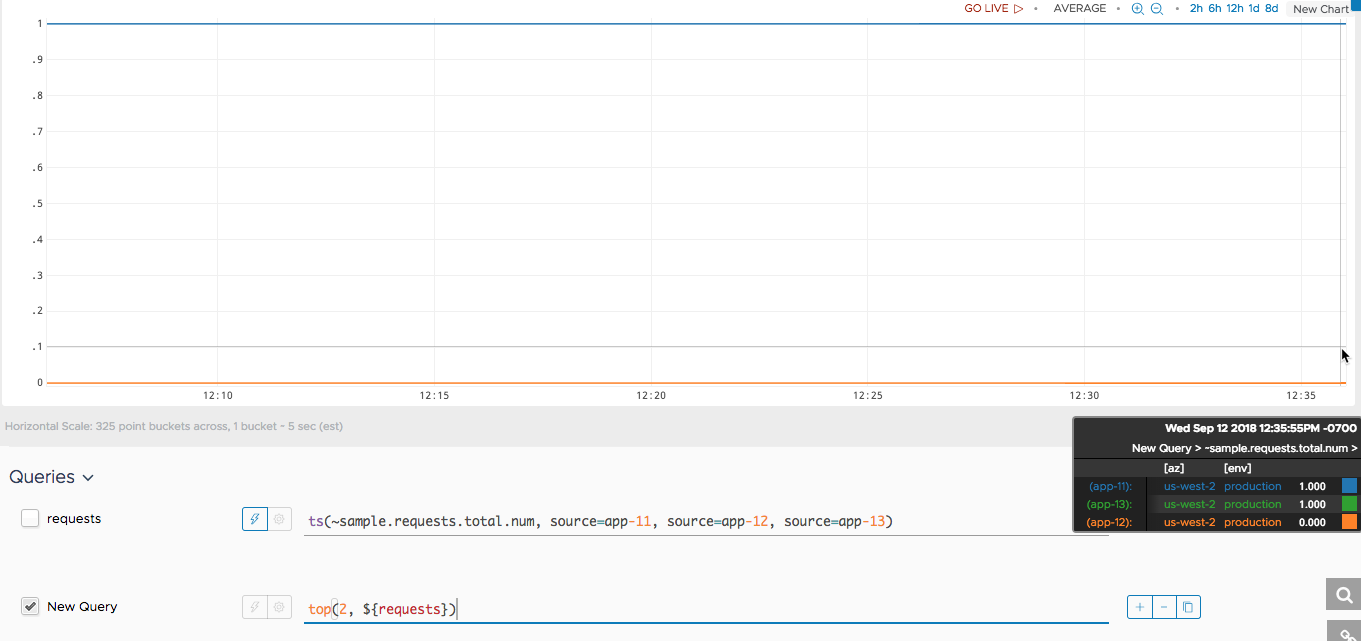 GO LIVE ▷ • AVERAGE • • 2h 6h 12h 1d 8d New Chart
1
.9
.8
.7
.6
.5
.4
.3
.2
.1
0
12:10 12:15 12:20 12:25 12:30 12:35
Horizontal Scale: 325 point buckets across, 1 bucket ~ 5 sec (est)
Wed Sep 12 2018 12:35:55PM -0700
New Query > ~sample.requests.total.num >
[az] [env]
(app-11): us-west-2 production 1.000
(app-13): us-west-2 production 1.000
(app-12): us-west-2 production 0.000
Queries
requests ts(~sample.requests.total.num, source=app-11, source=app-12, source=app-13)
New Query top(2, ${requests}) + −